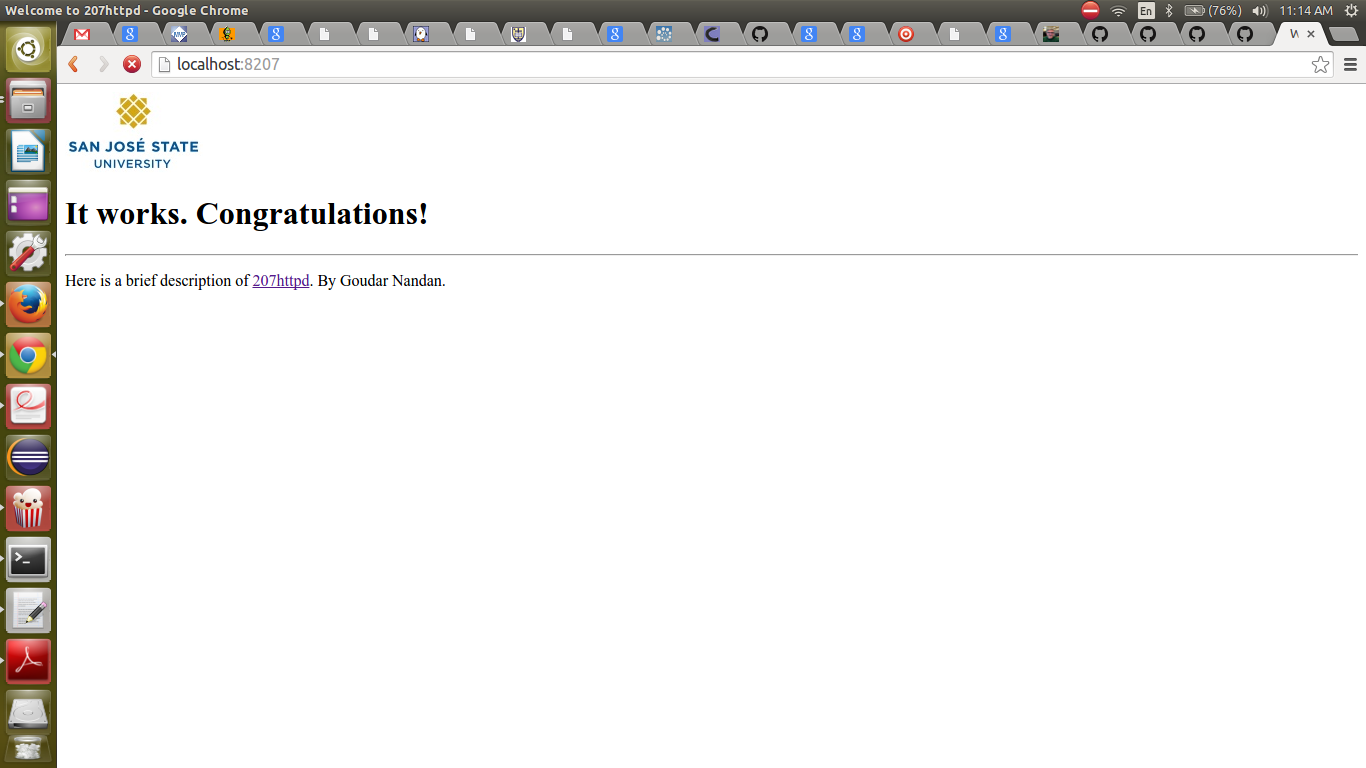 Welcome to 207httpd - Google Chrome
En (76%) 11:14 AM
W
localhost:8207
SAN JOSÉ STATE
UNIVERSITY
It works. Congratulations!
Here is a brief description of 207httpd. By Goudar Nandan.